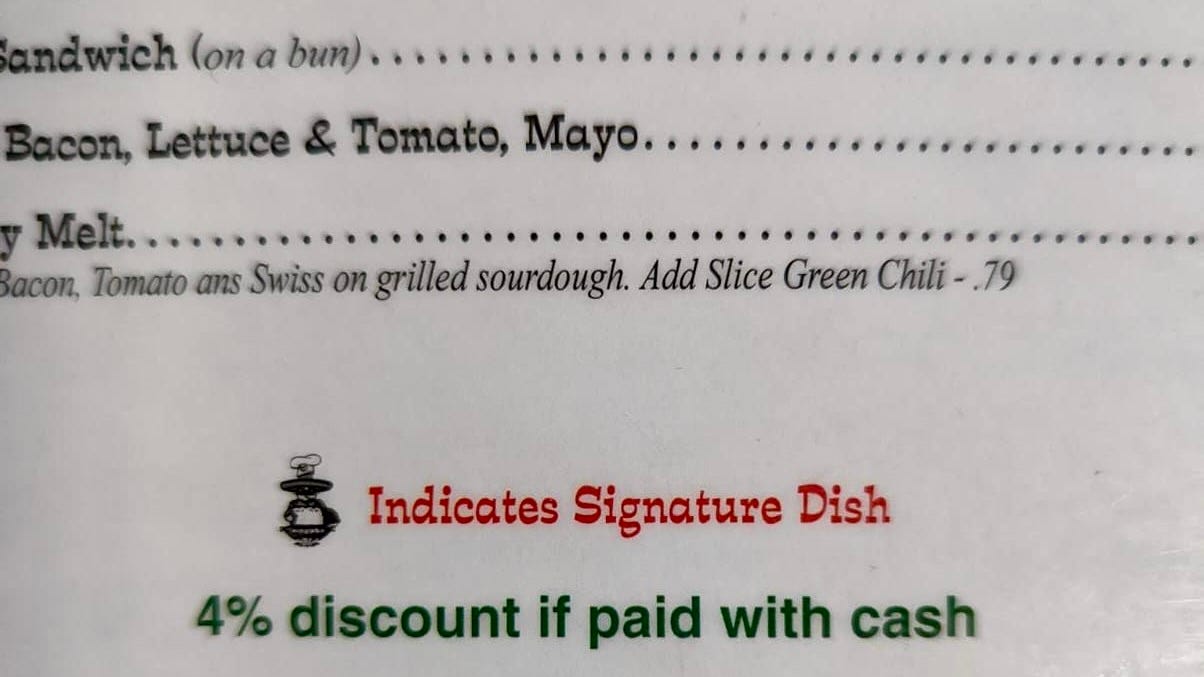 Sandwich (on a bun)........................................
Bacon, Lettuce & Tomato, Mayo........................
y Melt..........................................
Bacon, Tomato ans Swiss on grilled sourdough. Add Slice Green Chili - .79
Indicates Signature Dish
4% discount if paid with cash